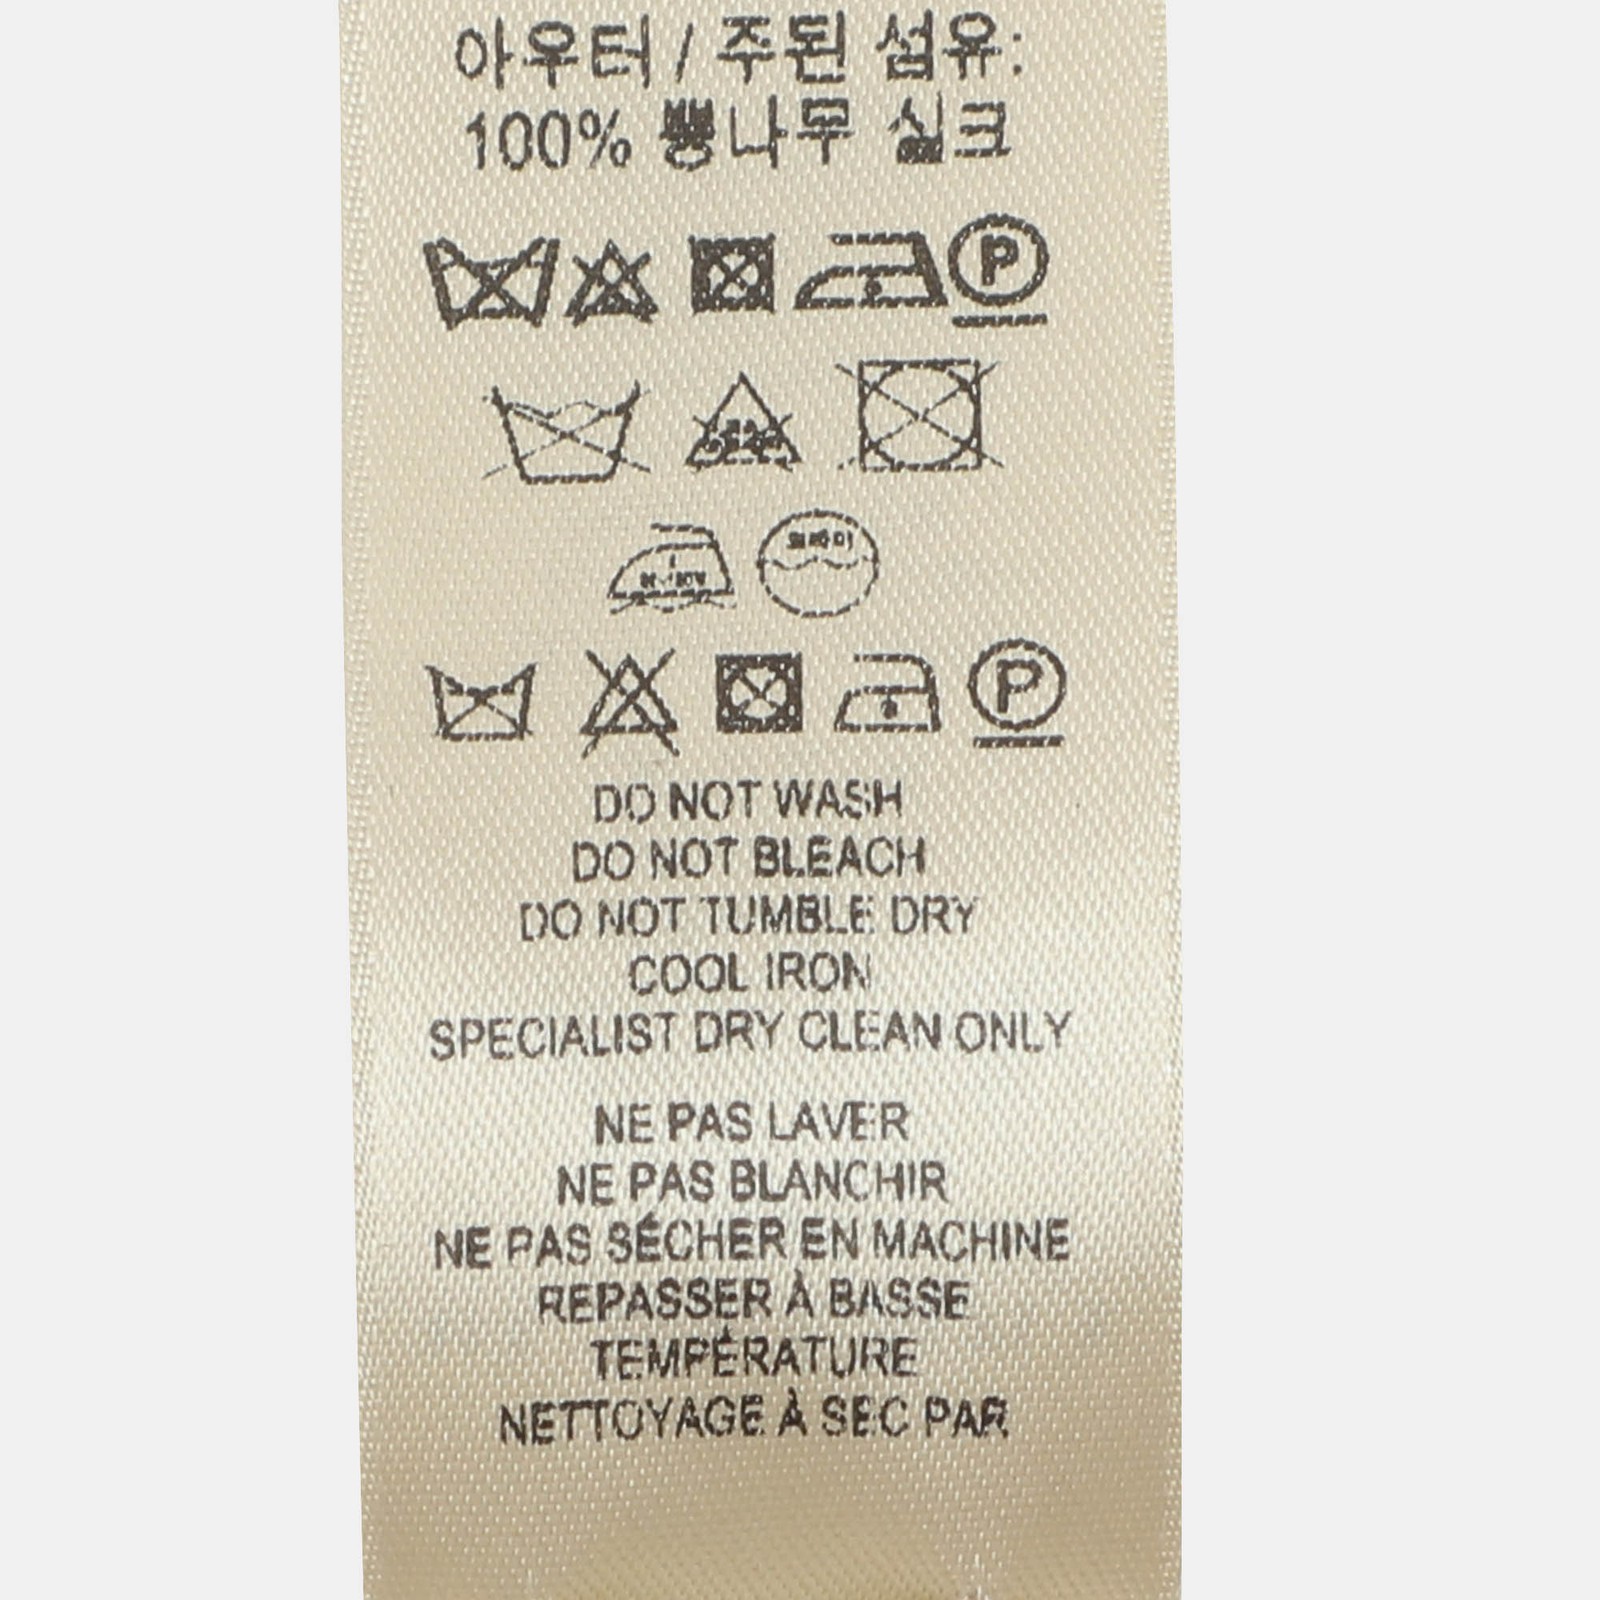 아우터 / 주된 섬유:
100% 뽕나무 실크
P
P
DO NOT WASH
DO NOT BLEACH
DO NOT TUMBLE DRY
COOL IRON
SPECIALIST DRY CLEAN ONLY
NE PAS LAVER
NE PAS BLANCHIR
NE PAS SÉCHER EN MACHINE
REPASSER À BASSE
TEMPÉRATURE
NETTOYAGE À SEC PAR